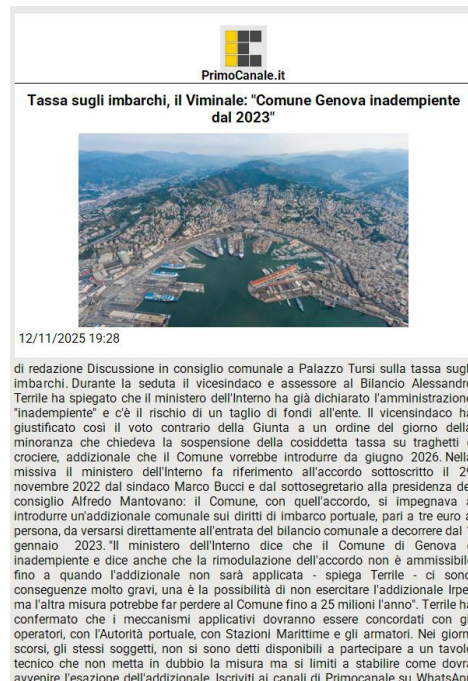 PrimoCanale.it
Tassa sugli imbarchi, il Viminale: "Comune Genova inadempiente
dal 2023"
12/11/2025 19:28
di redazione Discussione in consiglio comunale a Palazzo Tursi sulla tassa sugl
imbarchi. Durante la seduta il vicesindaco e assessore al Bilancio Alessandro
Terrile ha spiegato che il ministero dell'Interno ha già dichiarato l'amministrazione
"inadempiente" e c'è il rischio di un taglio di fondi all'ente. Il vicensindaco ha
giustificato così il voto contrario della Giunta a un ordine del giorno della
minoranza che chiedeva la sospensione della cosiddetta tassa su traghetti e
crociere, addizionale che il Comune vorrebbe introdurre da giugno 2026. Nella
missiva il ministero dell'Interno fa riferimento all'accordo sottoscritto il 29
novembre 2022 dal sindaco Marco Bucci e dal sottosegretario alla presidenza del
consiglio Alfredo Mantovano: il Comune, con quell'accordo, si impegnava a
introdurre un'addizionale comunale sui diritti di imbarco portuale, pari a tre euro a
persona, da versarsi direttamente all'entrata del bilancio comunale a decorrere dal 1
gennaio 2023. "Il ministero dell'Interno dice che il Comune di Genova è
inadempiente e dice anche che la rimodulazione dell'accordo non è ammissibile
fino a quando l'addizionale non sarà applicata - spiega Terrile - ci sono
conseguenze molto gravi, una è la possibilità di non esercitare l'addizionale Irpef
ma l'altra misura potrebbe far perdere al Comune fino a 25 milioni l'anno". Terrile ha
confermato che i meccanismi applicativi dovranno essere concordati con gl
operatori, con l'Autorità portuale, con Stazioni Marittime e gli armatori. Nei giorni
scorsi, gli stessi soggetti, non si sono detti disponibili a partecipare a un tavolo
tecnico che non metta in dubbio la misura ma si limiti a stabilire come dovrà
avvenire l'esazione dell'addizionale. Iscriviti ai canali di Primocanale su WhatsApp